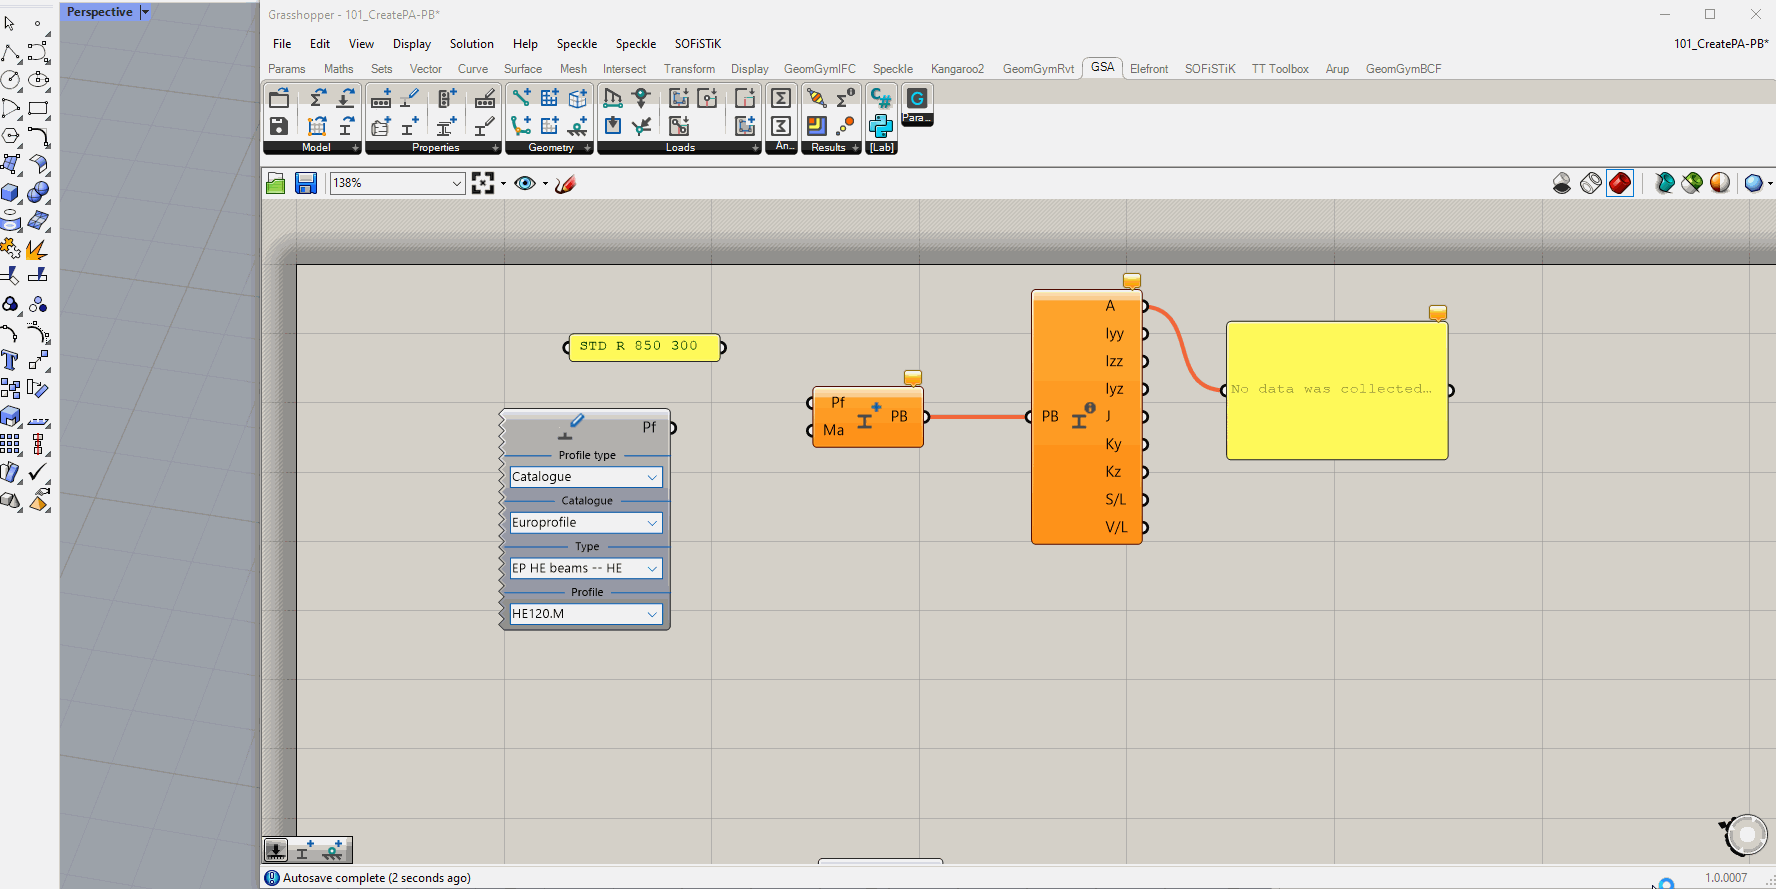 Perspective
Grasshopper - 101_CreatePA-PB*
File Edit View Display Solution Help Speckle Speckle SOFiSTiK
101_CreatePA-PB*
Params Maths Sets Vector Curve Surface Mesh Intersect Transform Display GeomGymIFC Speckle Kangaroo2 GeomGymRvt GSA Elefront SOFiSTiK TT Toolbox Arup GeomGymBCF
Model
Properties
Geometry
Loads
An...
Results
[Lab]
Para...
138%
STD R 850 300
Pf
Profile type
Catalogue
Catalogue
Europrofile
Type
EP HE beams -- HE
Profile
HE120.M
Pf
Ma
PB
PB
A
Iyy
Izz
Iyz
J
Ky
Kz
S/L
V/L
No data was collected...
Autosave complete (2 seconds ago)
1.0.0007